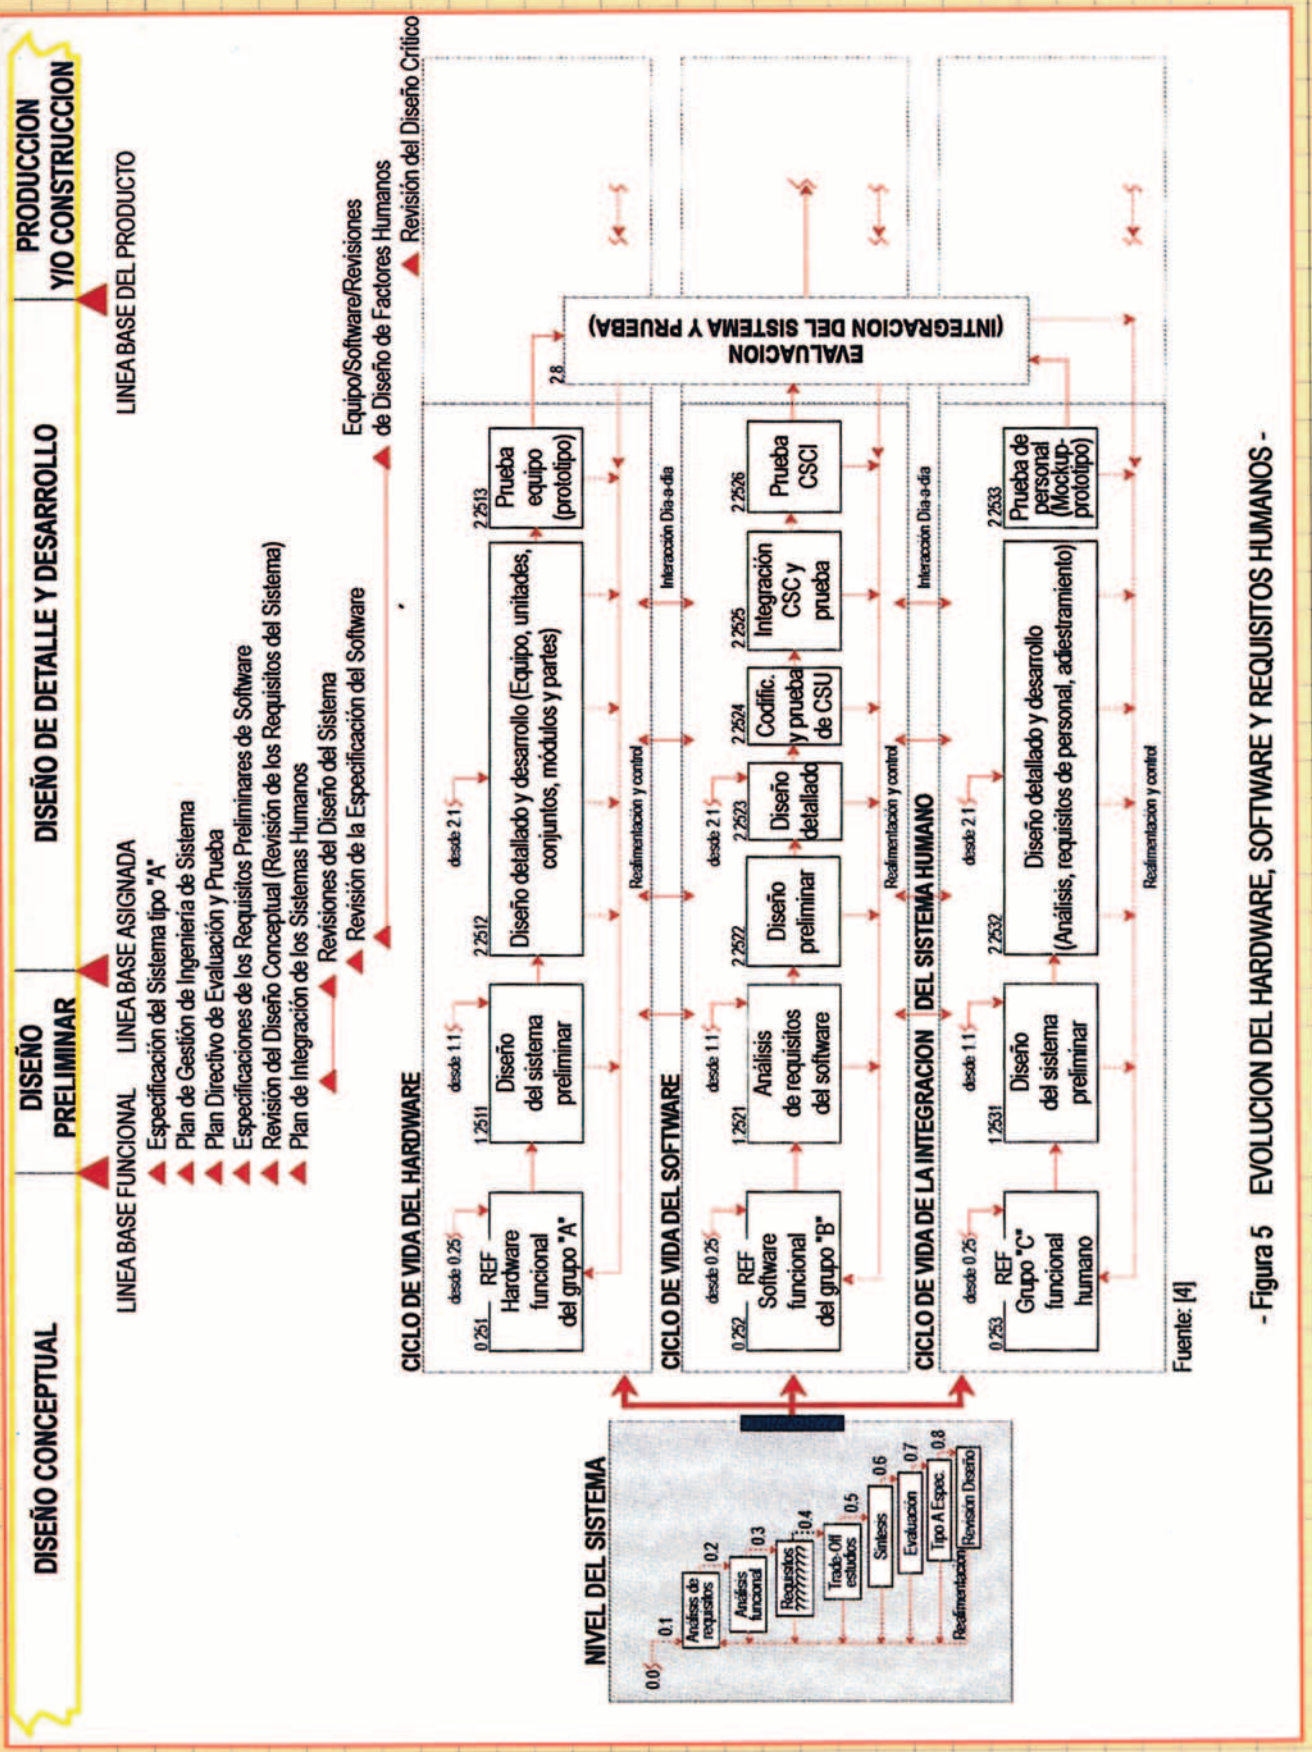 DISEÑO CONCEPTUAL
DISEÑO
PRELIMINAR
DISEÑO DE DETALLE Y DESARROLLO
PRODUCCION
Y/O CONSTRUCCION
LINEA BASE FUNCIONAL
LINEA BASE ASIGNADA
LINEA BASE DEL PRODUCTO
Especificación del Sistema tipo "A"
Plan de Gestión de Ingeniería de Sistema
Plan Directivo de Evaluación y Prueba
Especificaciones de los Requisitos Preliminares de Software
Revisión del Diseño Conceptual (Revisión de los Requisitos del Sistema)
Plan de Integración de los Sistemas Humanos
Revisiones del Diseño del Sistema
Revisión de la Especificación del Software
Equipo/Software/Revisiones
de Diseño de Factores Humanos
Revisión del Diseño Crítico
NIVEL DEL SISTEMA
0.0
0.1
Análisis de
requisitos
0.2
Análisis
funcional
0.3
Requisitos
?????????
0.4
Trade-Off
estudios
0.5
Síntesis
0.6
Evaluación
0.7
Tipo A Espec.
0.8
Revisión Diseño
Realimentación
CICLO DE VIDA DEL HARDWARE
desde 0.25
0.251
REF
Hardware
funcional
del grupo "A"
desde 1.1
1.2511
Diseño
del sistema
preliminar
desde 2.1
2.2512
Diseño detallado y desarrollo (Equipo, unidades,
conjuntos, módulos y partes)
2.2513
Prueba
equipo
(prototipo)
Realimentación y control
Interacción Dia-a-dia
2.8
EVALUACION
(INTEGRACION DEL SISTEMA Y PRUEBA)
CICLO DE VIDA DEL SOFTWARE
desde 0.25
0.252
REF
Software
funcional
del grupo "B"
desde 1.1
1.2521
Análisis
de requisitos
del software
2.2522
Diseño
preliminar
desde 2.1
2.2523
Diseño
detallado
2.2524
Codific.
y prueba
de CSU
2.2525
Integración
CSC y
prueba
2.2526
Prueba
CSCI
Realimentación y control
Interacción Dia-a-dia
CICLO DE VIDA DE LA INTEGRACION DEL SISTEMA HUMANO
desde 0.25
0.253
REF
Grupo "C"
funcional
humano
desde 1.1
1.2531
Diseño
del sistema
preliminar
desde 2.1
2.2532
Diseño detallado y desarrollo
(Análisis, requisitos de personal, adiestramiento)
2.2533
Prueba de
personal
(Mockup-
prototipo)
Realimentación y control
Fuente: [4]
- Figura 5 EVOLUCION DEL HARDWARE, SOFTWARE Y REQUISITOS HUMANOS -